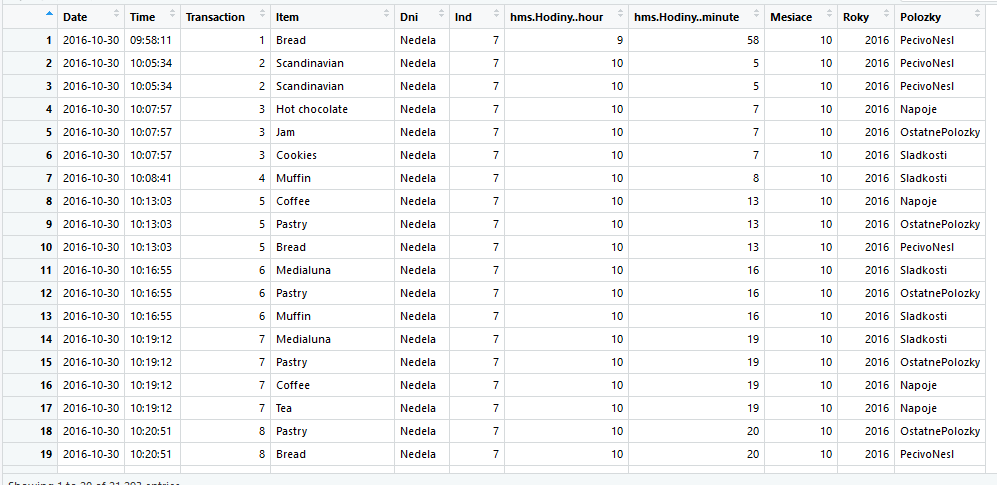 Date Time Transaction Item Dni Ind hms.Hodiny..hour hms.Hodiny..minute Mesiace Roky Polozky
1 2016-10-30 09:58:11 1 Bread Nedela 7 9 58 10 2016 PecivoNesl
2 2016-10-30 10:05:34 2 Scandinavian Nedela 7 10 5 10 2016 PecivoNesl
3 2016-10-30 10:05:34 2 Scandinavian Nedela 7 10 5 10 2016 PecivoNesl
4 2016-10-30 10:07:57 3 Hot chocolate Nedela 7 10 7 10 2016 Napoje
5 2016-10-30 10:07:57 3 Jam Nedela 7 10 7 10 2016 OstatnePolozky
6 2016-10-30 10:07:57 3 Cookies Nedela 7 10 7 10 2016 Sladkosti
7 2016-10-30 10:08:41 4 Muffin Nedela 7 10 8 10 2016 Sladkosti
8 2016-10-30 10:13:03 5 Coffee Nedela 7 10 13 10 2016 Napoje
9 2016-10-30 10:13:03 5 Pastry Nedela 7 10 13 10 2016 OstatnePolozky
10 2016-10-30 10:13:03 5 Bread Nedela 7 10 13 10 2016 PecivoNesl
11 2016-10-30 10:16:55 6 Medialuna Nedela 7 10 16 10 2016 Sladkosti
12 2016-10-30 10:16:55 6 Pastry Nedela 7 10 16 10 2016 OstatnePolozky
13 2016-10-30 10:16:55 6 Muffin Nedela 7 10 16 10 2016 Sladkosti
14 2016-10-30 10:19:12 7 Medialuna Nedela 7 10 19 10 2016 Sladkosti
15 2016-10-30 10:19:12 7 Pastry Nedela 7 10 19 10 2016 OstatnePolozky
16 2016-10-30 10:19:12 7 Coffee Nedela 7 10 19 10 2016 Napoje
17 2016-10-30 10:19:12 7 Tea Nedela 7 10 19 10 2016 Napoje
18 2016-10-30 10:20:51 8 Pastry Nedela 7 10 20 10 2016 OstatnePolozky
19 2016-10-30 10:20:51 8 Bread Nedela 7 10 20 10 2016 PecivoNesl